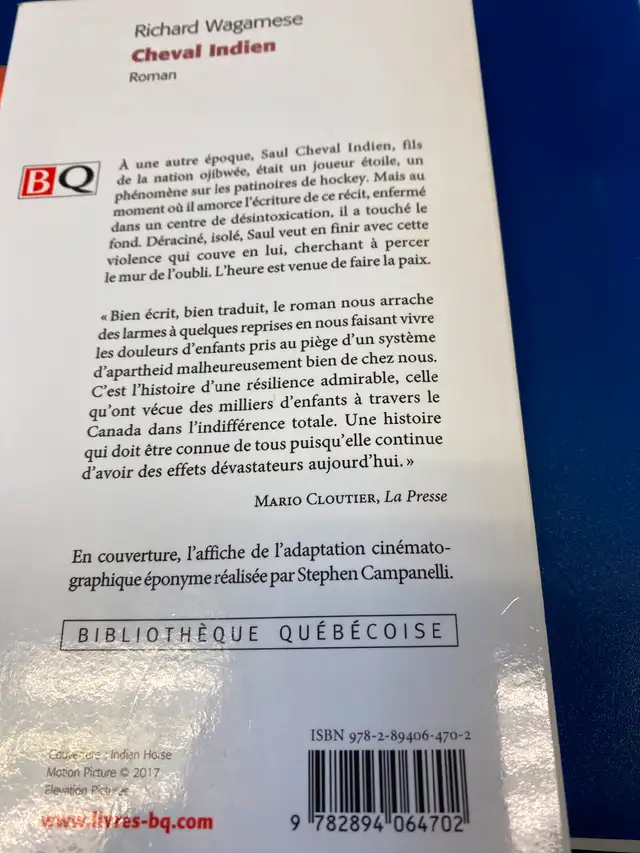 Richard Wagamese
Cheval Indien
Roman
BQ
À une autre époque, Saul Cheval Indien, fils
de la nation ojibwée, était un joueur étoile, un
phénomène sur les patinoires de hockey. Mais au
moment où il amorce l'écriture de ce récit, enfermé
dans un centre de désintoxication, il a touché le
fond. Déraciné, isolé, Saul veut en finir avec cette
violence qui couve en lui, cherchant à percer
le mur de l'oubli. L'heure est venue de faire la paix.
« Bien écrit, bien traduit, le roman nous arrache
des larmes à quelques reprises en nous faisant vivre
les douleurs d'enfants pris au piège d'un système
d'apartheid malheureusement bien de chez nous.
C'est l'histoire d'une résilience admirable, celle
qu'ont vécue des milliers d'enfants à travers le
Canada dans l'indifférence totale. Une histoire
qui doit être connue de tous puisqu'elle continue
d'avoir des effets dévastateurs aujourd'hui. »
Mario Cloutier, La Presse
En couverture, l'affiche de l'adaptation cinémato-
graphique éponyme réalisée par Stephen Campanelli.
BIBLIOTHÈQUE QUÉBÉCOISE
ISBN 978-2-89406-470-2
Couverture : Indian Horse
Motion Picture © 2017
Elevation Pictures
www.livres-bq.com
9 782894 064702